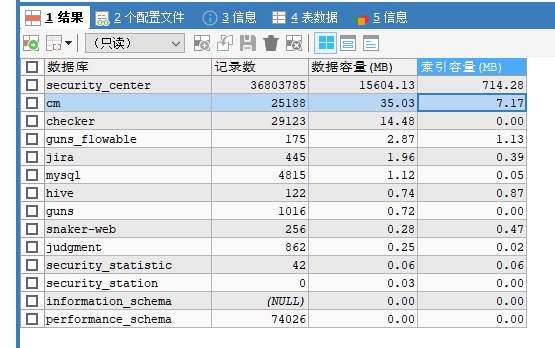 1 结果 2 个配置文件 3 信息 4 表数据 5 信息
（只读）
数据库 记录数 数据容量(MB) 索引容量(MB)
security_center 36803785 15604.13 714.28
cm 25188 35.03 7.17
checker 29123 14.48 0.00
guns_flowable 175 2.87 1.13
jira 445 1.96 0.39
mysql 4815 1.12 0.05
hive 122 0.74 0.87
guns 1016 0.72 0.00
snaker-web 256 0.28 0.47
judgment 862 0.25 0.02
security_statistic 42 0.06 0.06
security_station 0 0.03 0.00
information_schema (NULL) 0.00 0.00
performance_schema 74026 0.00 0.00